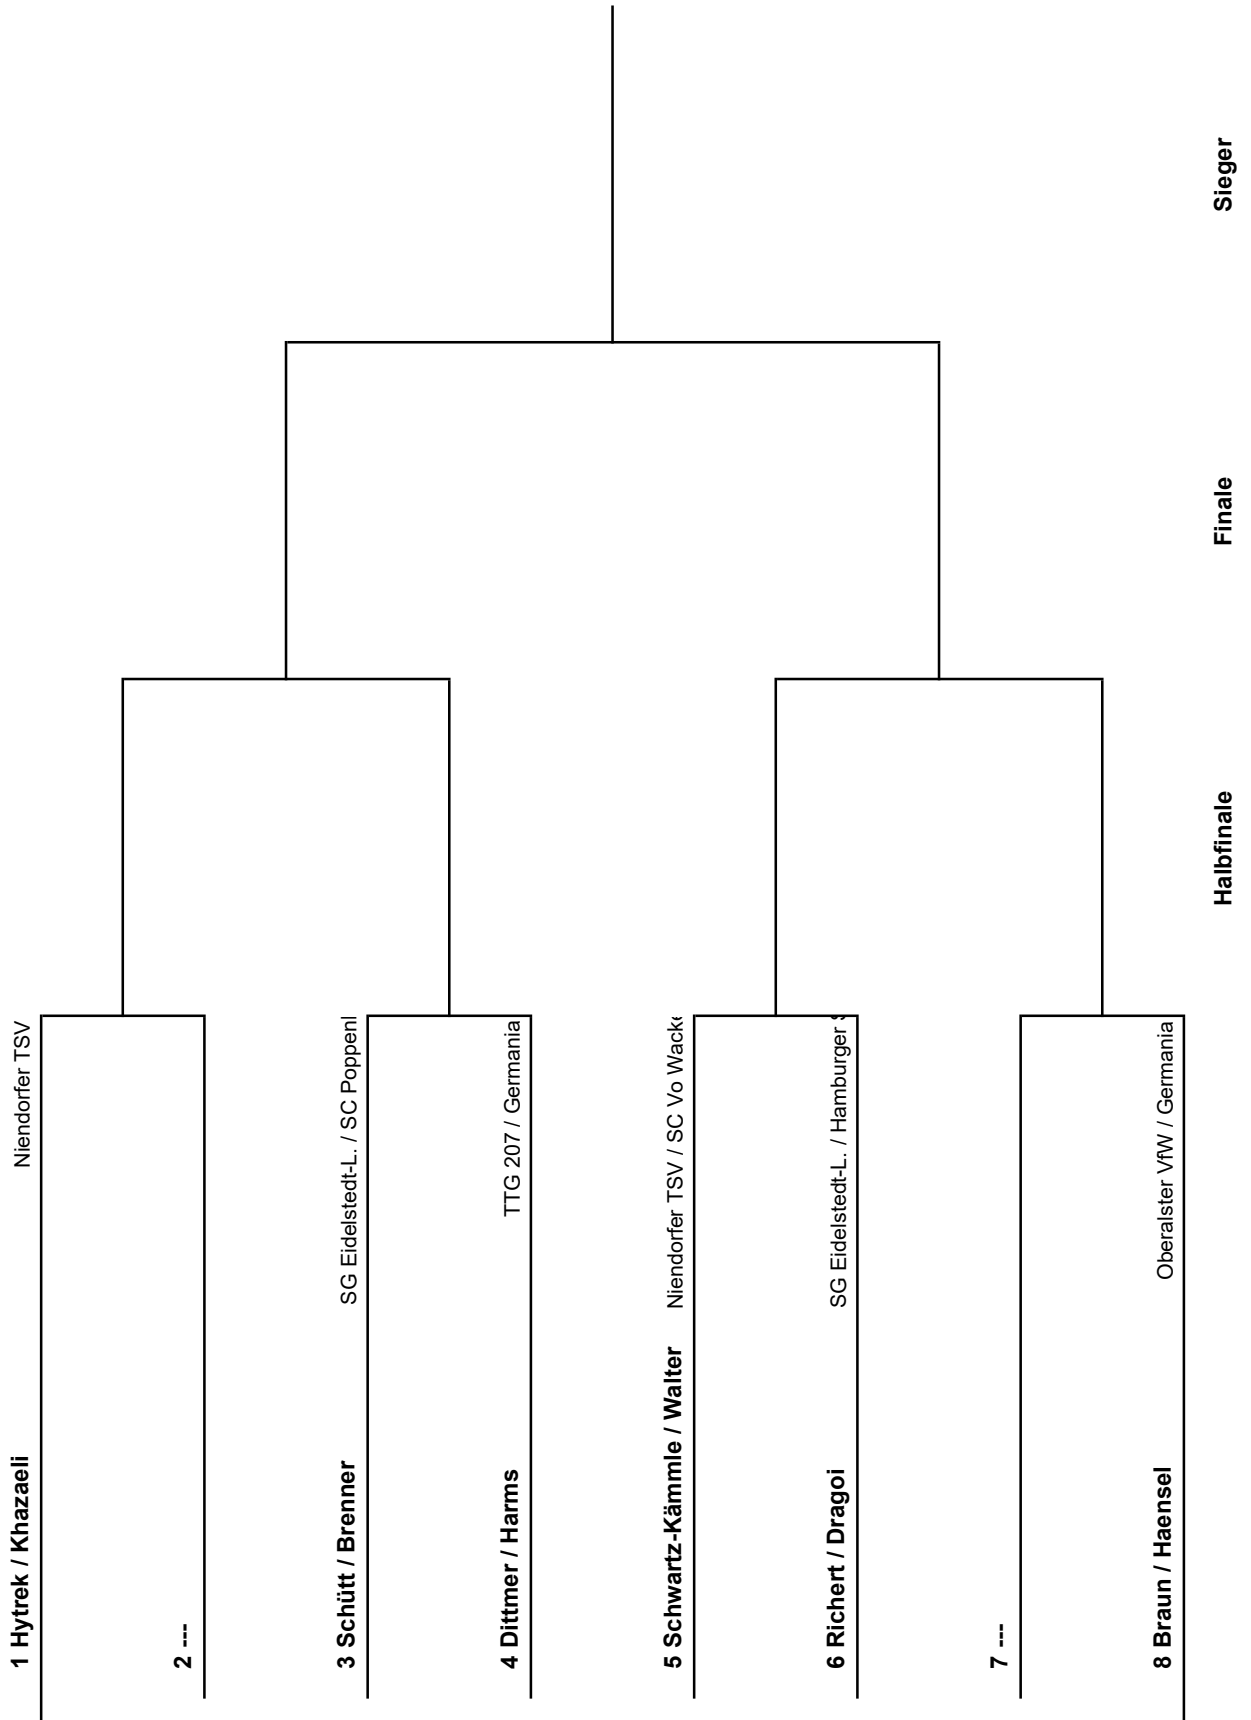 1 Hytrek / Khazaeli Niendorfer TSV
2 ---
3 Schütt / Brenner SG Eidelstedt-L. / SC
4 Dittmer / Harms TTG 207 / Germania
5 Schwartz-Kämmle / Walter Niendorfer TSV / SC Vo
6 Richert / Dragoi SG Eidelstedt-L. / Hamburger
7 ---
8 Braun / Haensel Oberalster VfW / Germania
Halbfinale Finale Sieger